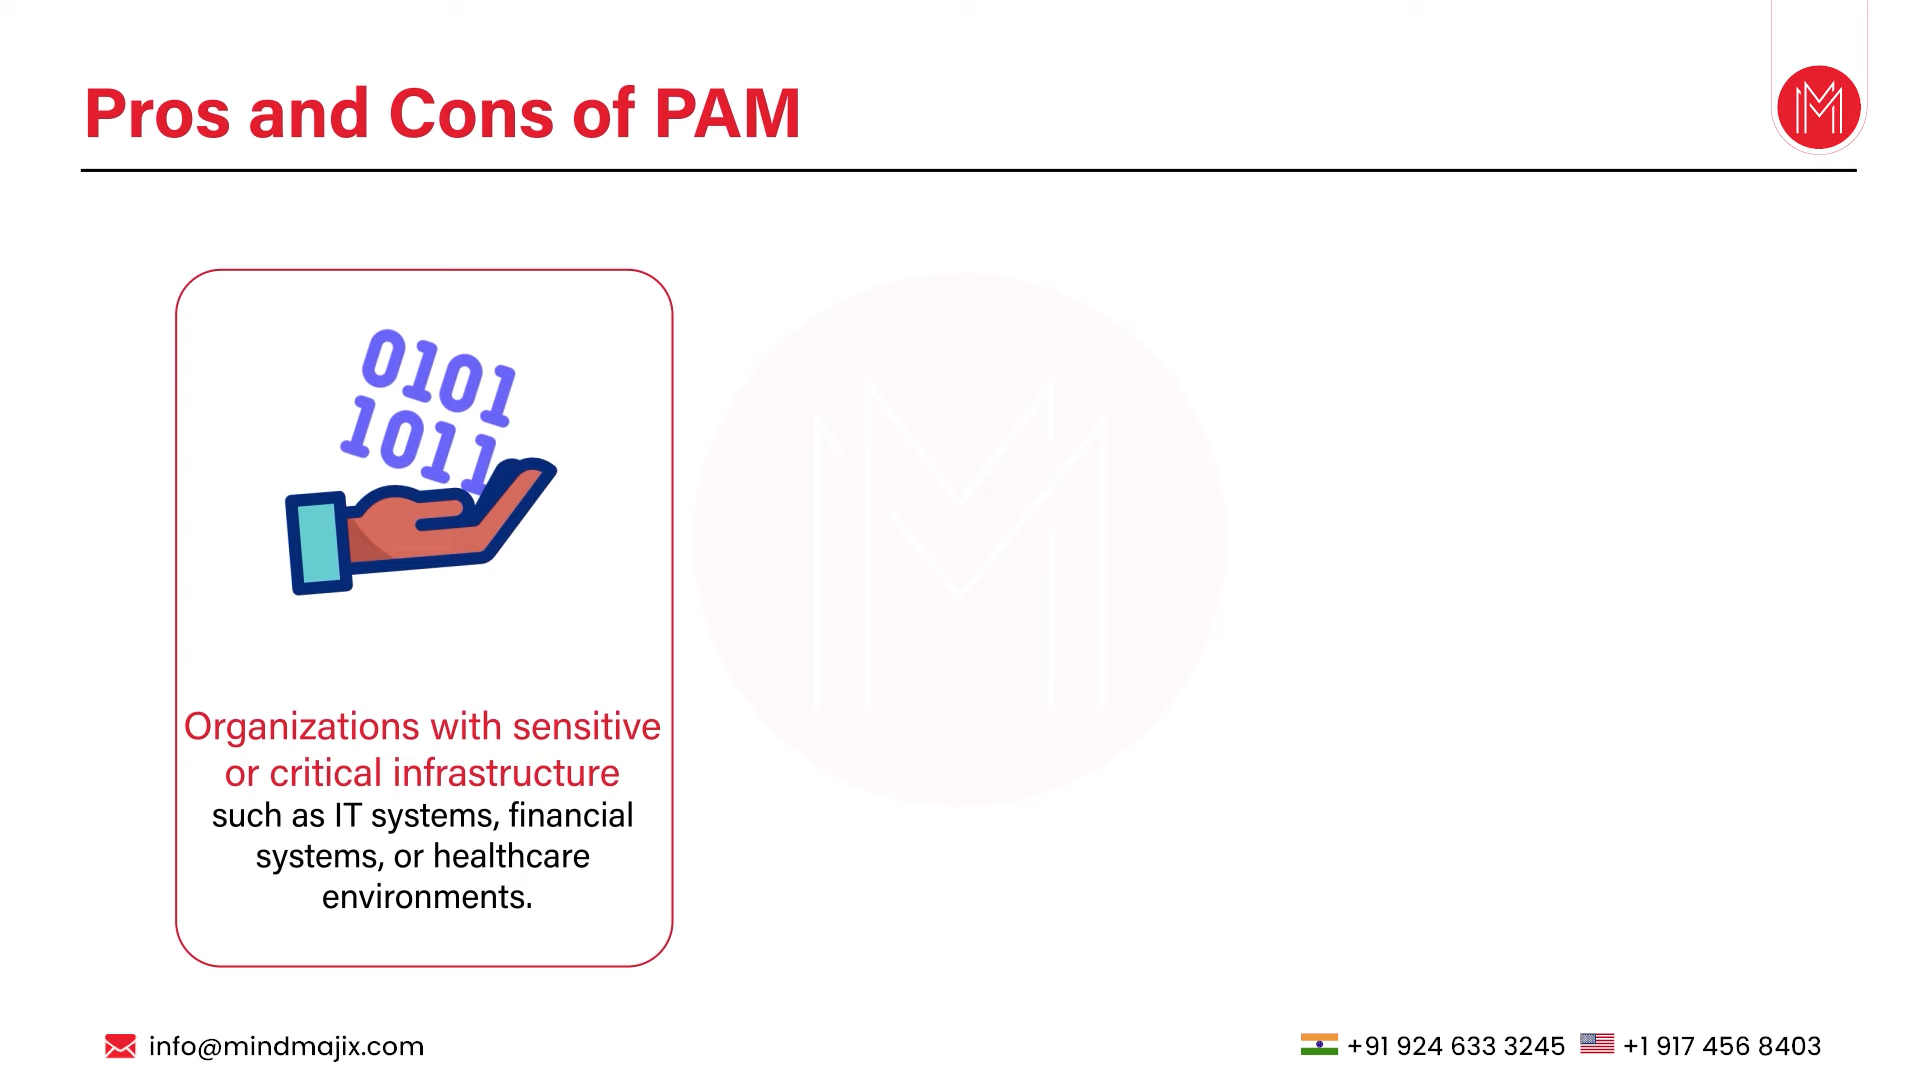 Pros and Cons of PAM
0101
1011
Organizations with sensitive
or critical infrastructure
such as IT systems, financial
systems, or healthcare
environments.
info@mindmajix.com
+91 924 633 3245
+1 917 456 8403